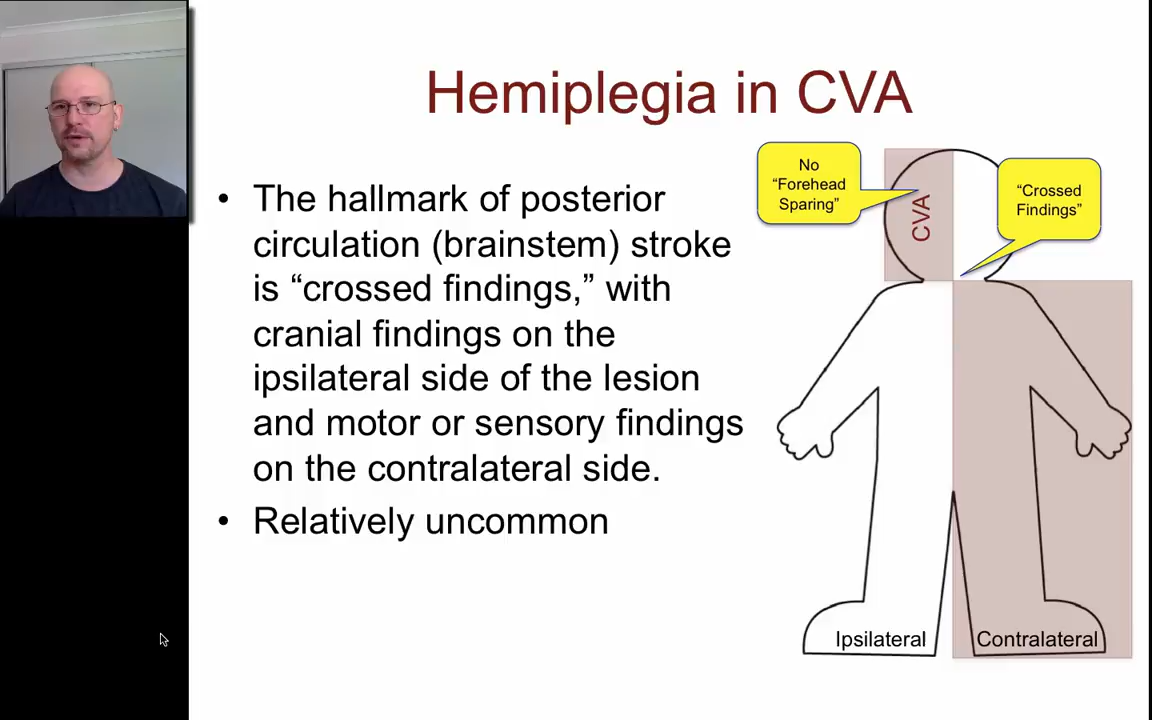 Hemiplegia in CVA
• The hallmark of posterior
circulation (brainstem) stroke
is “crossed findings,” with
cranial findings on the
ipsilateral side of the lesion
and motor or sensory findings
on the contralateral side.
• Relatively uncommon
No
“Forehead
Sparing”
CVA
“Crossed
Findings”
Ipsilateral
Contralateral